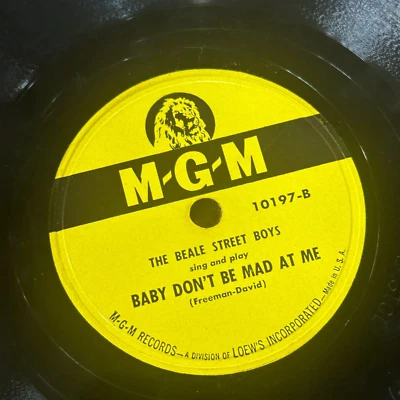 M-G-M
10197-B
THE BEALE STREET BOYS
sing and play
BABY DON'T BE MAD AT ME
(Freeman-David)
M-G-M RECORDS—A DIVISION OF LOEW'S INCORPORATED—Made in U. S. A.